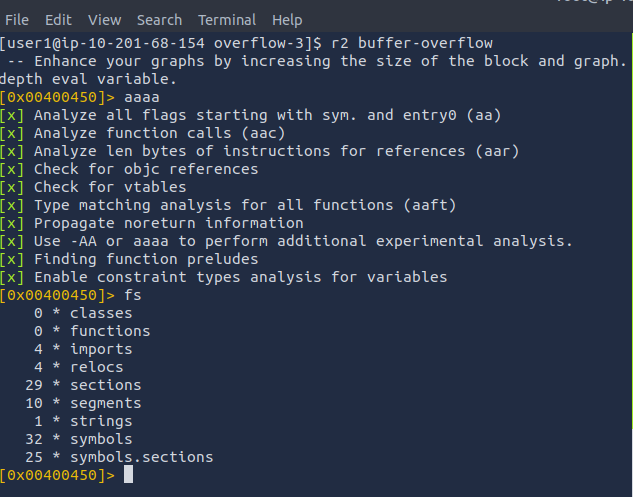 File Edit View Search Terminal Help
[user1@ip-10-201-68-154 overflow-3]$ r2 buffer-overflow
 -- Enhance your graphs by increasing the size of the block and graph.
depth eval variable.
[0x00400450]> aaaa
[x] Analyze all flags starting with sym. and entry0 (aa)
[x] Analyze function calls (aac)
[x] Analyze len bytes of instructions for references (aar)
[x] Check for objc references
[x] Check for vtables
[x] Type matching analysis for all functions (aaft)
[x] Propagate noreturn information
[x] Use -AA or aaaa to perform additional experimental analysis.
[x] Finding function preludes
[x] Enable constraint types analysis for variables
[0x00400450]> fs
    0 * classes
    0 * functions
    4 * imports
    4 * relocs
   29 * sections
   10 * segments
    1 * strings
   32 * symbols
   25 * symbols.sections
[0x00400450]>